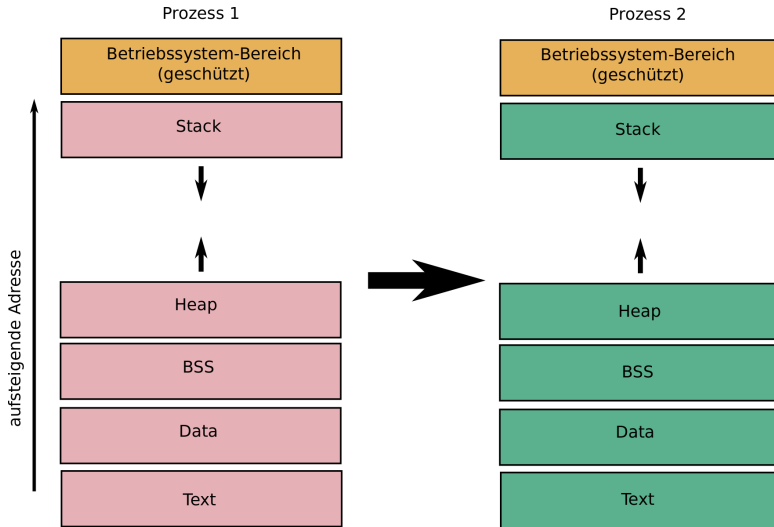 Prozess 1
Betriebssystem-Bereich
(geschützt)
Stack
Heap
BSS
Data
Text
aufsteigende Adresse
Prozess 2
Betriebssystem-Bereich
(geschützt)
Stack
Heap
BSS
Data
Text